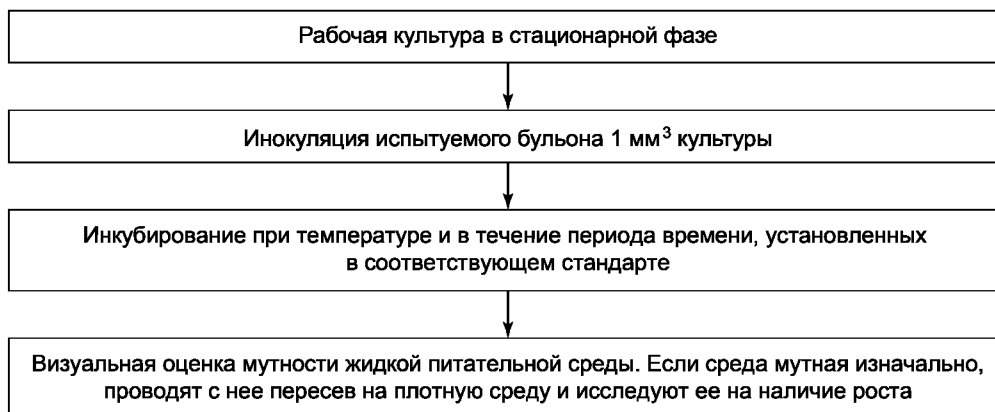 Рабочая культура в стационарной фазе
Инокуляция испытуемого бульона 1 мм³ культуры
Инкубирование при температуре и в течение периода времени, установленных
в соответствующем стандарте
Визуальная оценка мутности жидкой питательной среды. Если среда мутная изначально,
проводят с нее пересев на плотную среду и исследуют ее на наличие роста